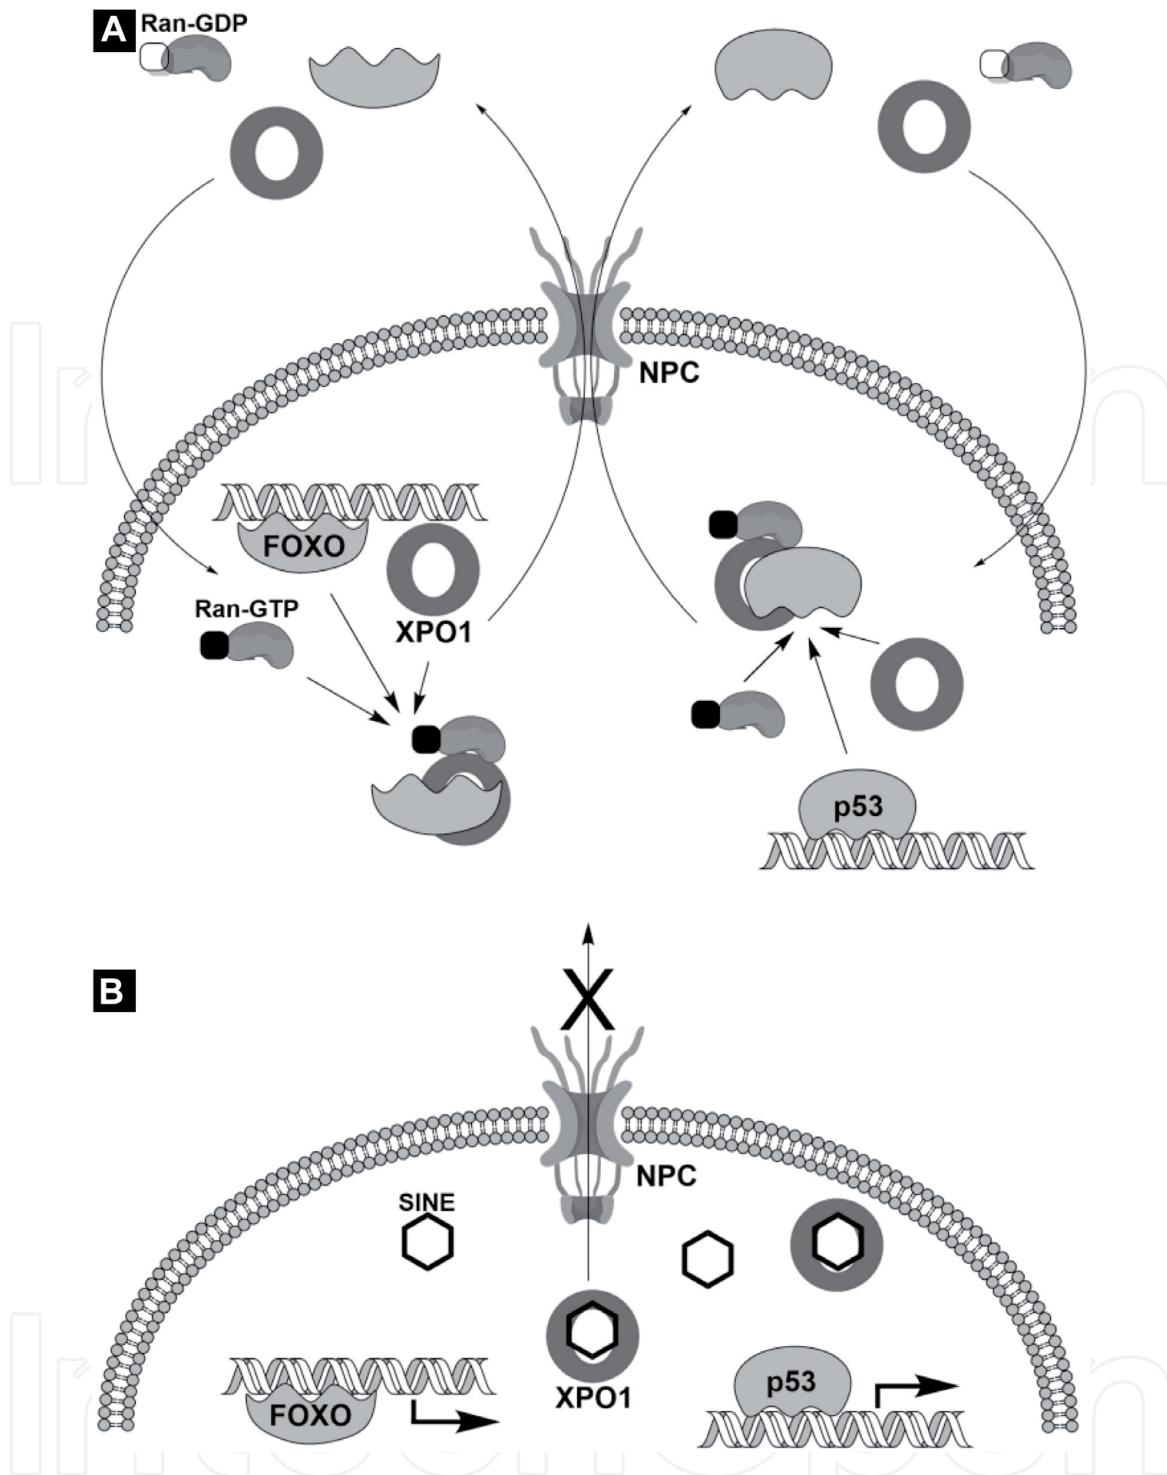 A
Ran-GDP
NPC
FOXO
Ran-GTP
XPO1
p53
B
X
NPC
SINE
XPO1
p53
FOXO